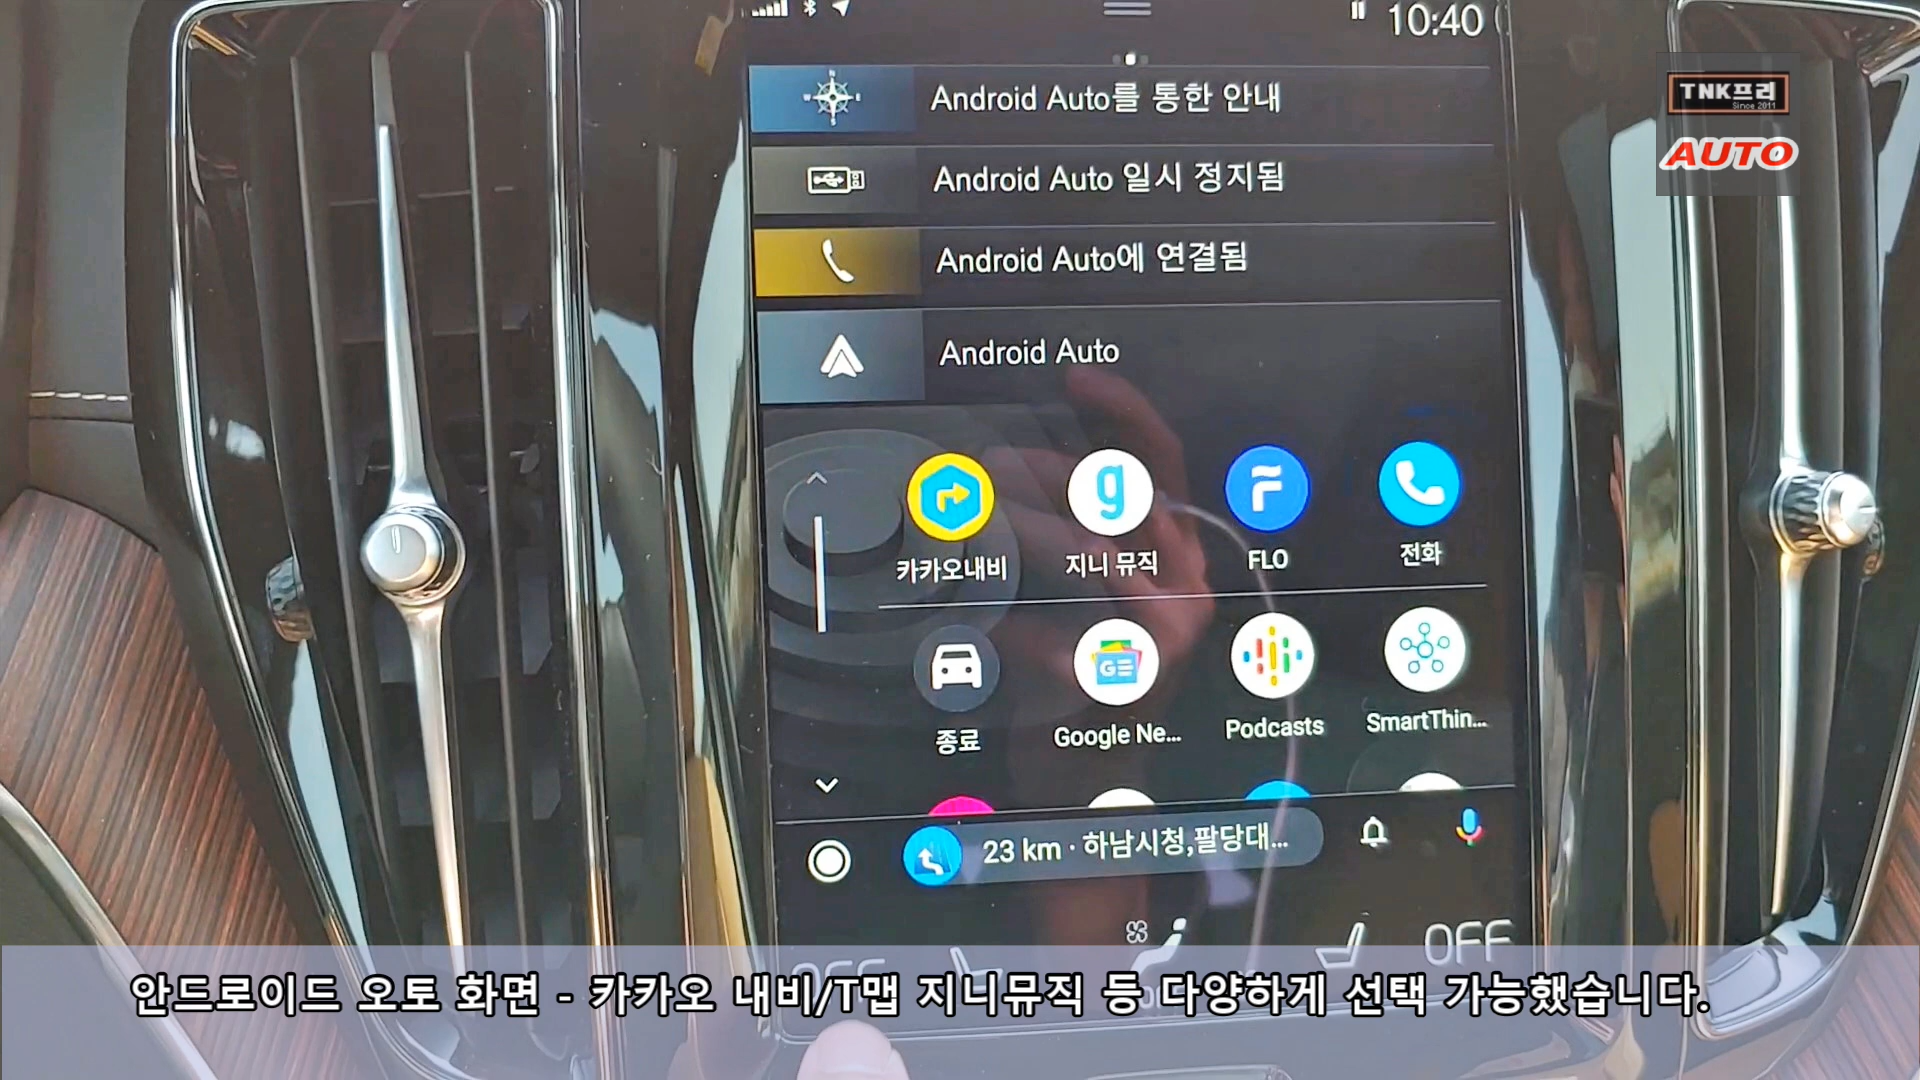 10:40
TNK프리
Since 2011
AUTO
Android Auto를 통한 안내
Android Auto 일시 정지됨
Android Auto에 연결됨
Android Auto
카카오내비
지니 뮤직
FLO
전화
종료
Google Ne...
Podcasts
SmartThin...
23 km · 하남시청,팔당대...
OFF
OFF
안드로이드 오토 화면 - 카카오 내비/T맵 지니뮤직 등 다양하게 선택 가능했습니다.